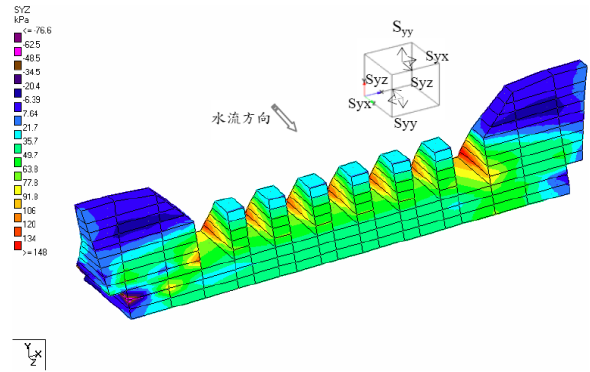 SYZ
kPa
<= -76.6
-62.5
-48.5
-34.5
-20.4
-6.39
7.64
21.7
35.7
49.7
63.8
77.8
91.8
106
120
134
>= 148
Syy
Syx
Syz
Syz
Syx
Syy
水流方向
Y
X
Z